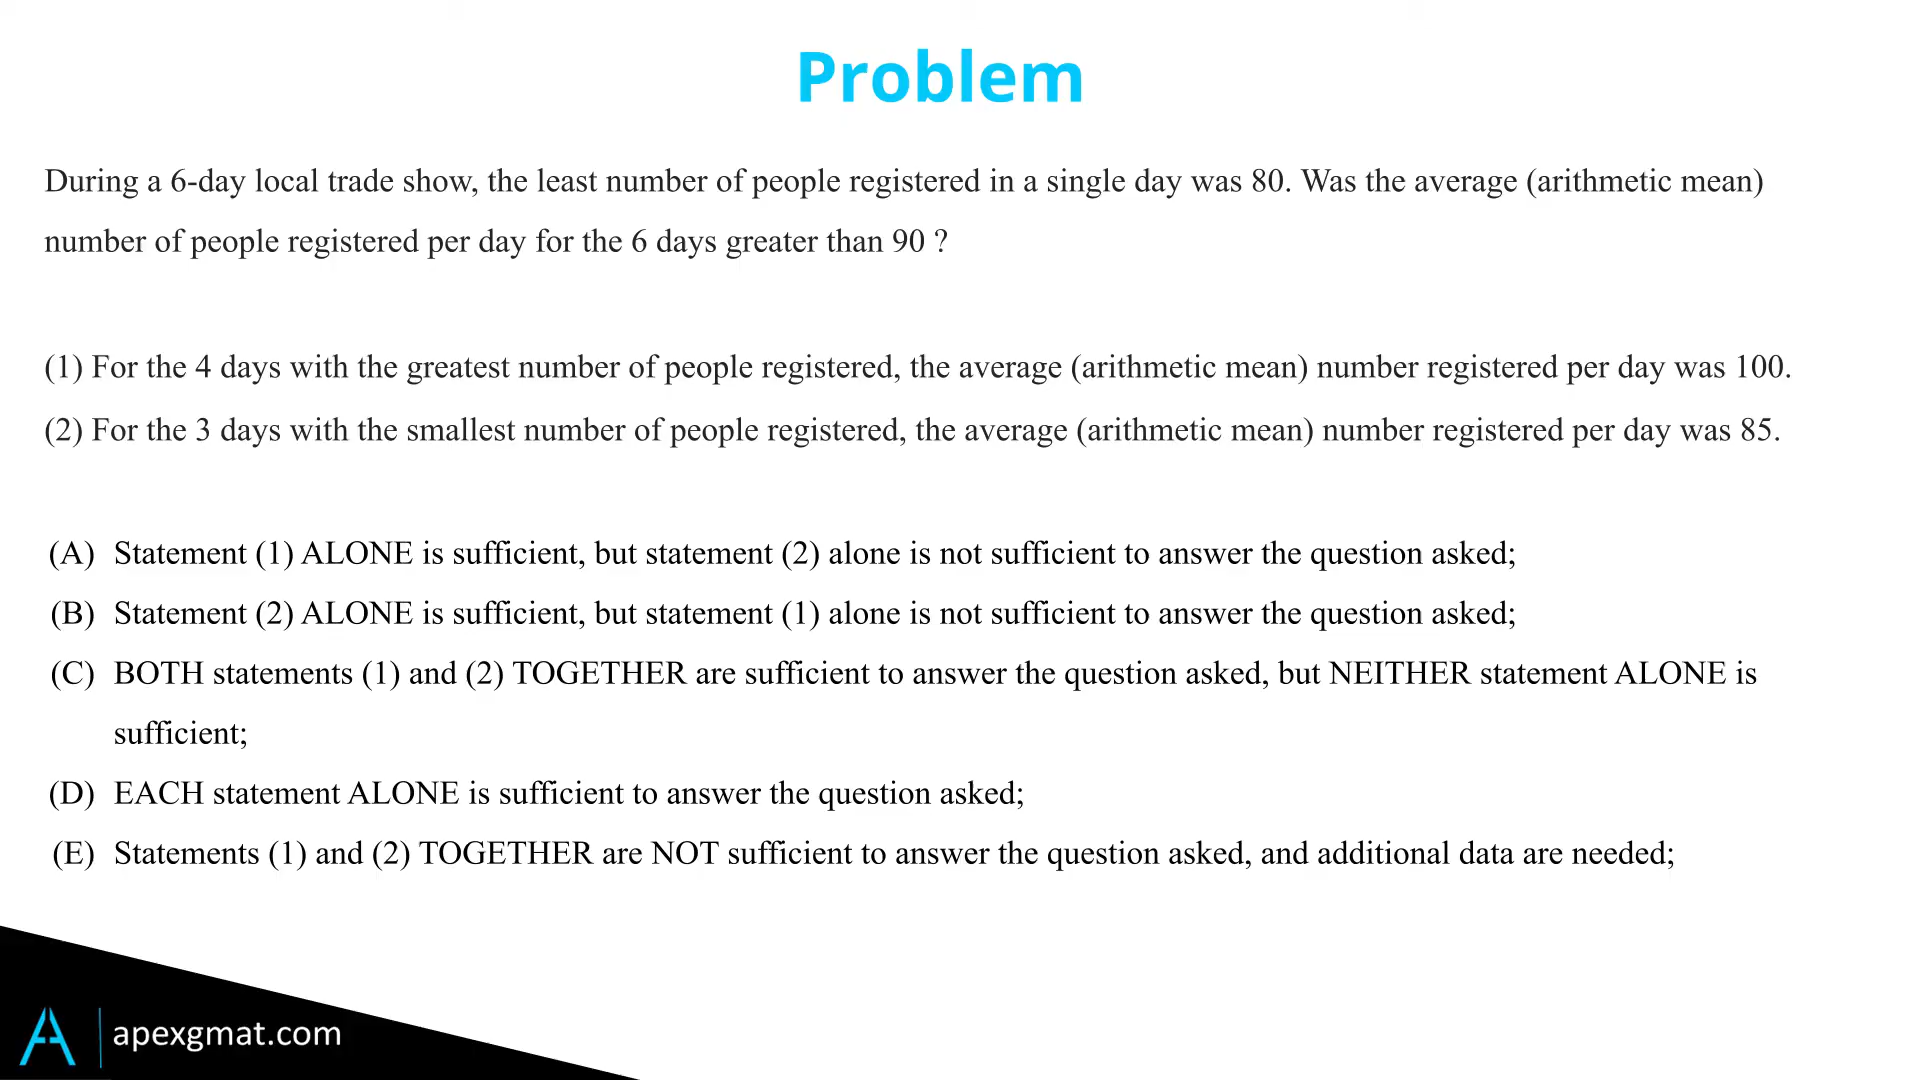 Problem
During a 6-day local trade show, the least number of people registered in a single day was 80. Was the average (arithmetic mean)
number of people registered per day for the 6 days greater than 90 ?
(1) For the 4 days with the greatest number of people registered, the average (arithmetic mean) number registered per day was 100.
(2) For the 3 days with the smallest number of people registered, the average (arithmetic mean) number registered per day was 85.
(A) Statement (1) ALONE is sufficient, but statement (2) alone is not sufficient to answer the question asked;
(B) Statement (2) ALONE is sufficient, but statement (1) alone is not sufficient to answer the question asked;
(C) BOTH statements (1) and (2) TOGETHER are sufficient to answer the question asked, but NEITHER statement ALONE is
sufficient;
(D) EACH statement ALONE is sufficient to answer the question asked;
(E) Statements (1) and (2) TOGETHER are NOT sufficient to answer the question asked, and additional data are needed;
apexgmat.com